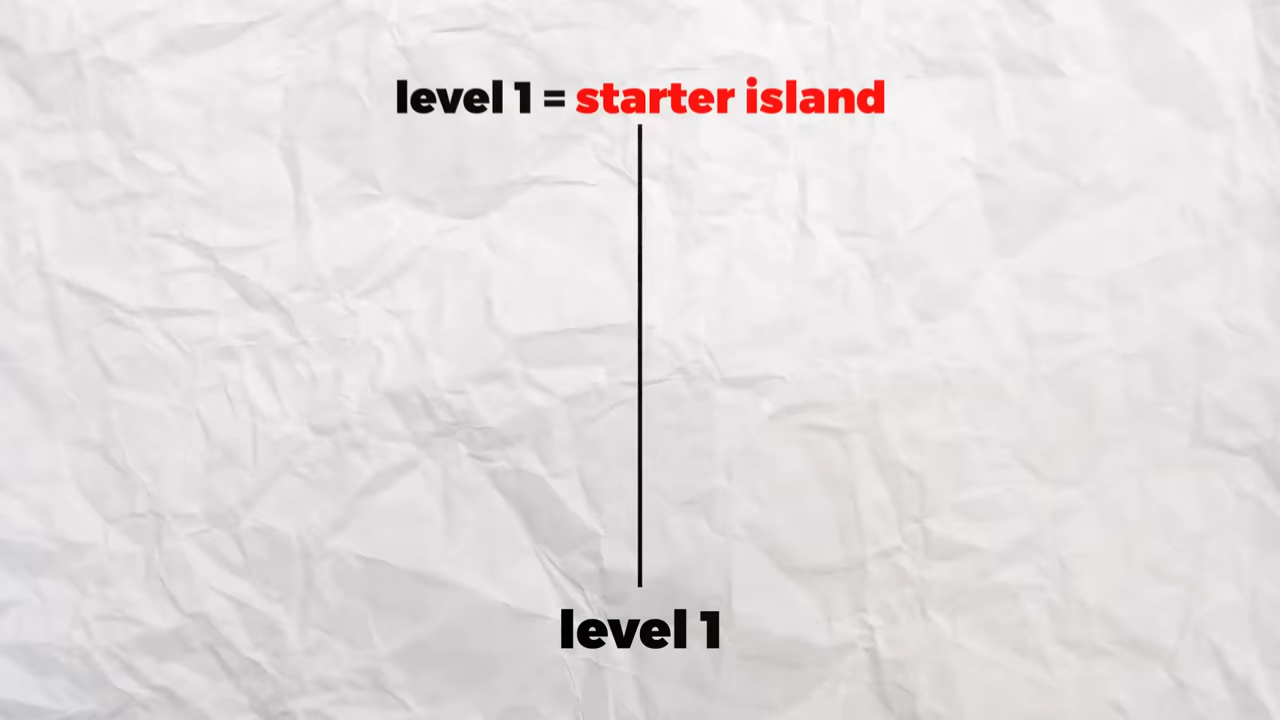 level 1 = starter island
level 1